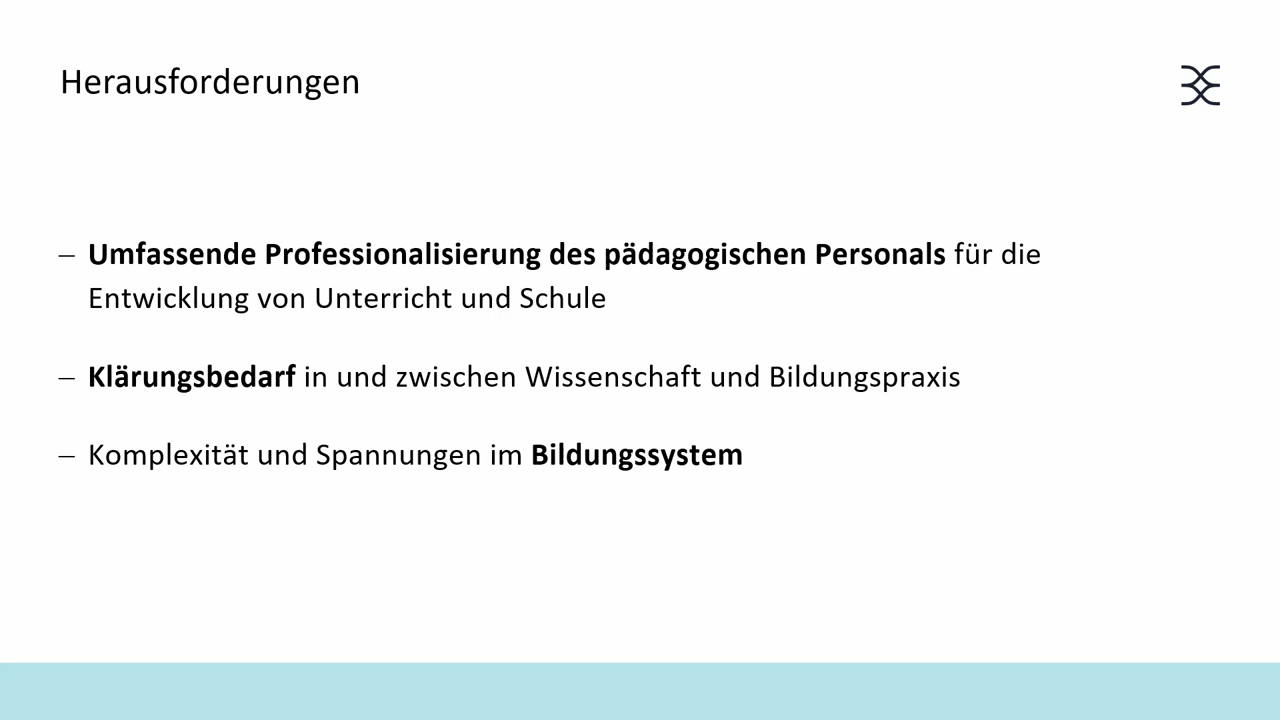 Herausforderungen
– Umfassende Professionalisierung des pädagogischen Personals für die
Entwicklung von Unterricht und Schule
– Klärungsbedarf in und zwischen Wissenschaft und Bildungspraxis
– Komplexität und Spannungen im Bildungssystem